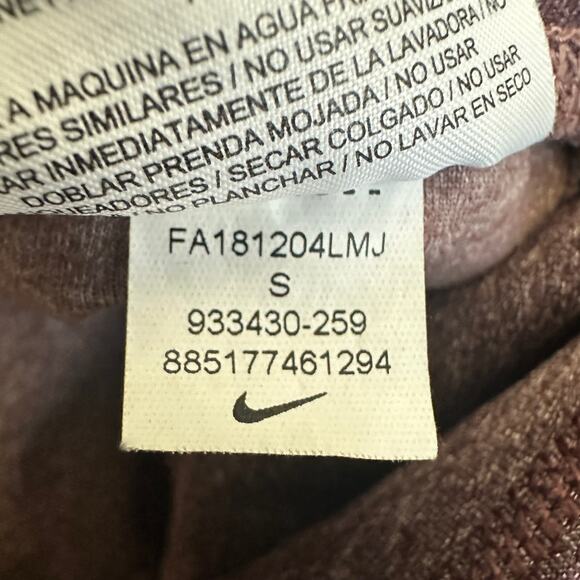 A MAQUINA EN AGUA
RES SIMILARES / NO USAR SUAVIZA
AR INMEDIATAMENTE DE LA LAVADORA / NO
DOBLAR PRENDA MOJADA / NO USAR
QUEADORES / SECAR COLGADO / NO USAR
NO PLANCHAR / NO LAVAR EN SECO
FA181204LMJ
S
933430-259
885177461294